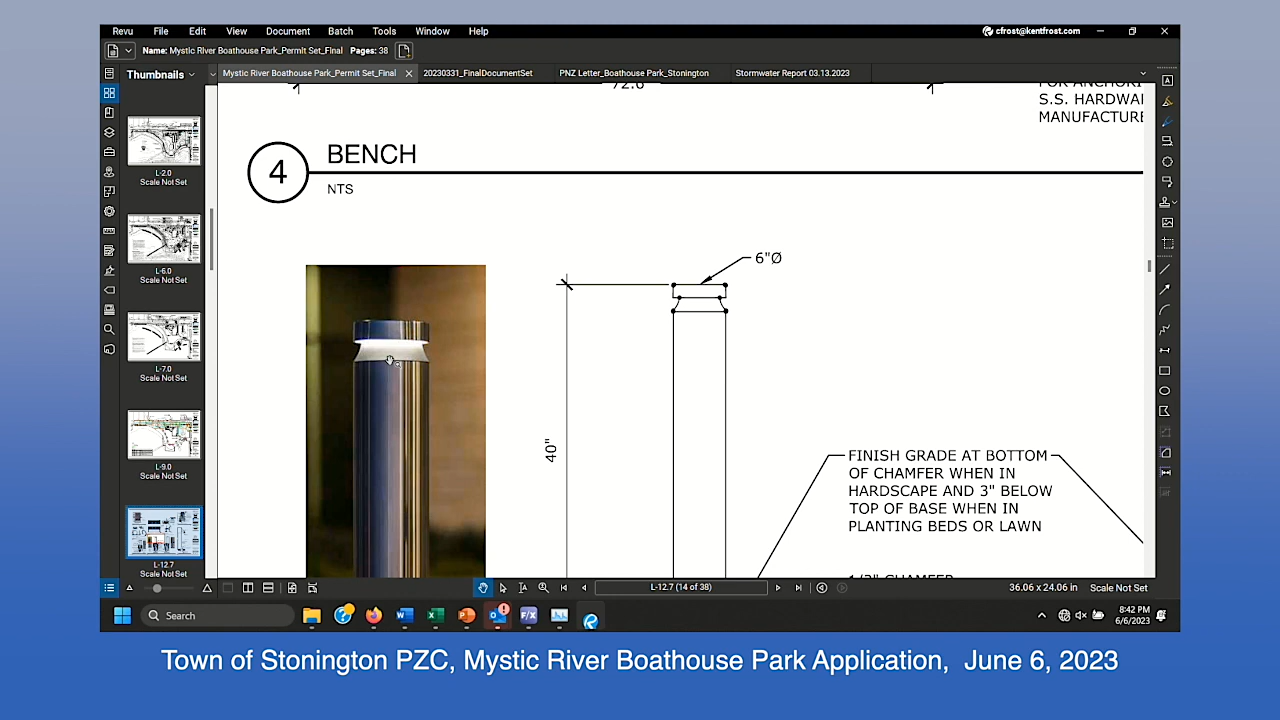 Revu File Edit View Document Batch Tools Window Help cfrost@kentfrost.com
Name: Mystic River Boathouse Park_Permit Set_Final Pages: 38
Thumbnails
Mystic River Boathouse Park_Permit Set_Final 20230331_FinalDocumentSet PNZ Letter_Boathouse Park_Stonington Stormwater Report 03.13.2023
L-2.0
Scale Not Set
L-6.0
Scale Not Set
L-7.0
Scale Not Set
L-9.0
Scale Not Set
L-12.7
Scale Not Set
72.6
S.S. HARDWA
MANUFACTURE
4 BENCH
NTS
6"Ø
40"
FINISH GRADE AT BOTTOM
OF CHAMFER WHEN IN
HARDSCAPE AND 3" BELOW
TOP OF BASE WHEN IN
PLANTING BEDS OR LAWN
L-12.7 (14 of 38) 36.06 x 24.06 in Scale Not Set
Search
8:42 PM
6/6/2023
Town of Stonington PZC, Mystic River Boathouse Park Application, June 6, 2023